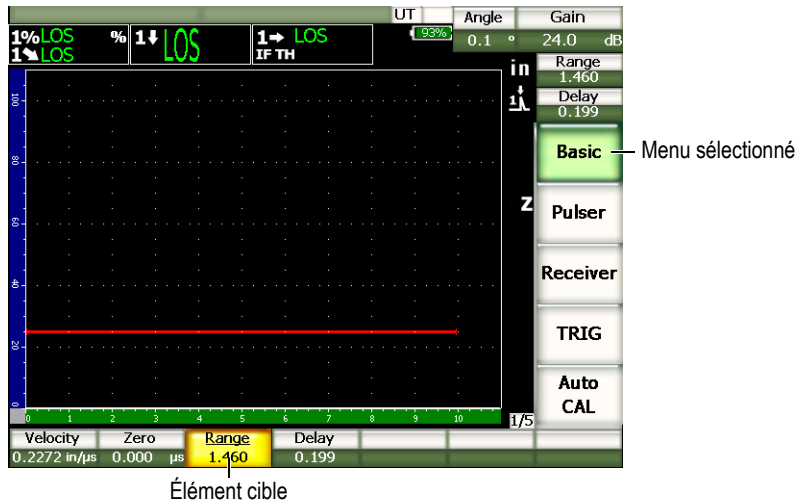 UT Angle Gain
1%LOS % 1 LOS 1 LOS 93% 0.1 ° 24.0 dB
1 LOS IF TH
in Range
1.460
1 Delay
0.199
100
Basic Menu sélectionné
80
Z Pulser
60
Receiver
40
TRIG
20
Auto
CAL
0
0 1 2 3 4 5 6 7 8 9 10 1/5
Velocity Zero Range Delay
0.2272 in/µs 0.000 µs 1.460 0.199
Élément cible